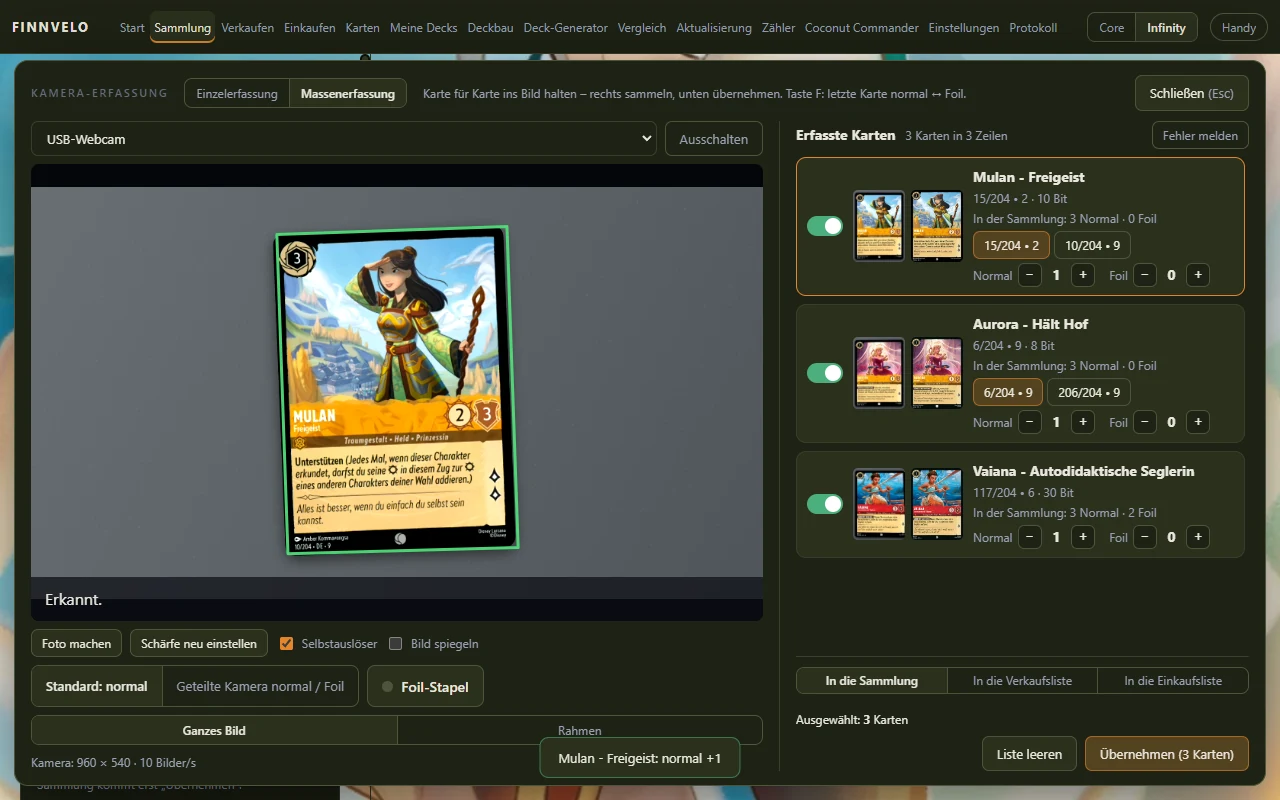 FINNVELO
Start Sammlung Verkaufen Einkaufen Karten Meine Decks Deckbau Deck-Generator Vergleich Aktualisierung Zähler Coconut Commander Einstellungen Protokoll
Core Infinity Handy
KAMERA-ERFASSUNG
Einzelerfassung Massenerfassung
Karte für Karte ins Bild halten – rechts sammeln, unten übernehmen. Taste F: letzte Karte normal ↔ Foil.
Schließen (Esc)
USB-Webcam
Ausschalten
3
MULAN
Freigeist
2 3
Traumgestalt • Held • Prinzessin
Unterstützen (Jedes Mal, wenn dieser Charakter
erkundet, darfst du seine in diesem Zug zur
eines anderen Charakters deiner Wahl addieren.)
Alles ist besser, wenn du einfach du selbst sein
kannst.
10/204 • DE • 9
Erkannt.
Foto machen
Schärfe neu einstellen
Selbstauslöser
Bild spiegeln
Standard: normal
Geteilte Kamera normal / Foil
Foil-Stapel
Ganzes Bild
Rahmen
Kamera: 960 × 540 · 10 Bilder/s
Mulan - Freigeist: normal +1
Erfasste Karten 3 Karten in 3 Zeilen
Fehler melden
Mulan - Freigeist
15/204 • 2 · 10 Bit
In der Sammlung: 3 Normal · 0 Foil
15/204 • 2 10/204 • 9
Normal − 1 + Foil − 0 +
Aurora - Hält Hof
6/204 • 9 · 8 Bit
In der Sammlung: 3 Normal · 0 Foil
6/204 • 9 206/204 • 9
Normal − 1 + Foil − 0 +
Vaiana - Autodidaktische Seglerin
117/204 • 6 · 30 Bit
In der Sammlung: 3 Normal · 2 Foil
Normal − 1 + Foil − 0 +
In die Sammlung
In die Verkaufsliste
In die Einkaufsliste
Ausgewählt: 3 Karten
Liste leeren
Übernehmen (3 Karten)